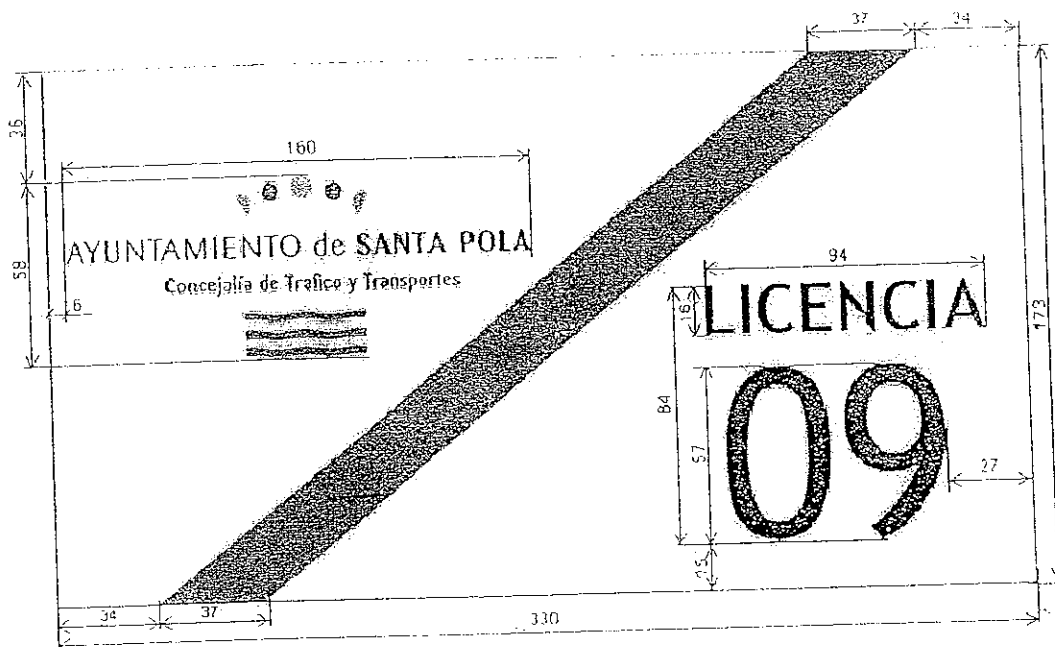 37 34
36
160
AYUNTAMIENTO de SANTA POLA
Concejalía de Trafico y Transportes
6
94
16
LICENCIA
173
84
57
09
27
34 37 330